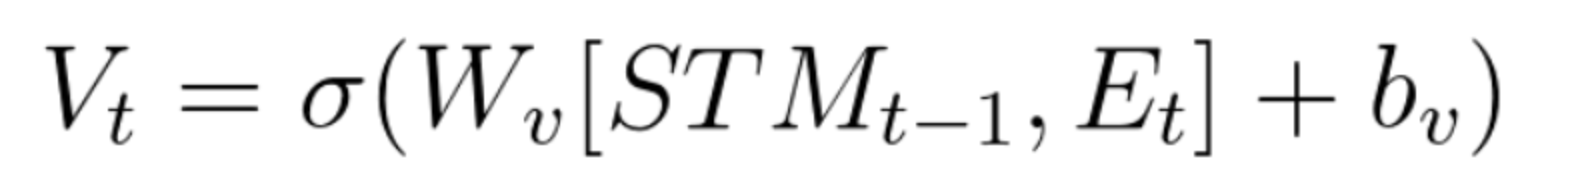 V_t = σ(W_v[STM_{t−1}, E_t] + b_v)